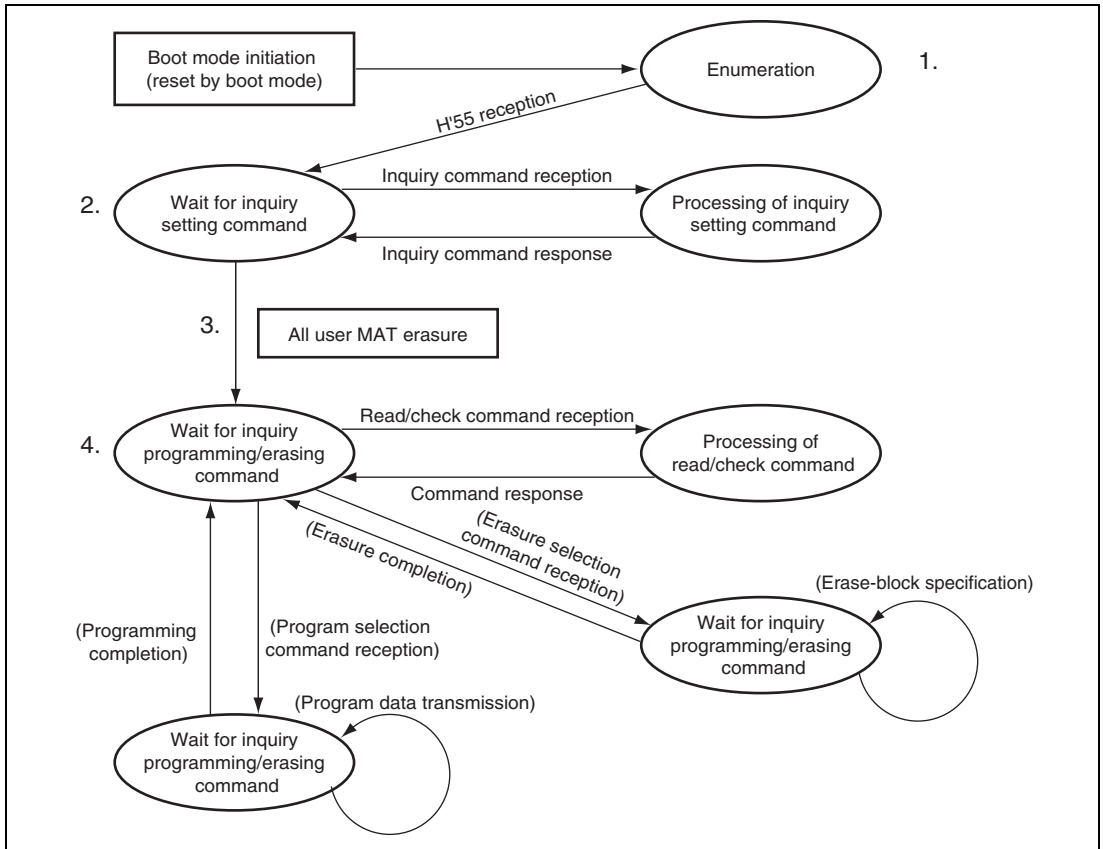 Boot mode initiation
(reset by boot mode)
Enumeration
1.
H'55 reception
2.
Wait for inquiry
setting command
Inquiry command reception
Processing of inquiry
setting command
Inquiry command response
3.
All user MAT erasure
4.
Wait for inquiry
programming/erasing
command
Read/check command reception
Processing of
read/check command
Command response
(Erasure selection
command reception)
(Erasure completion)
(Erase-block specification)
Wait for inquiry
programming/erasing
command
(Programming
completion)
(Program selection
command reception)
(Program data transmission)
Wait for inquiry
programming/erasing
command